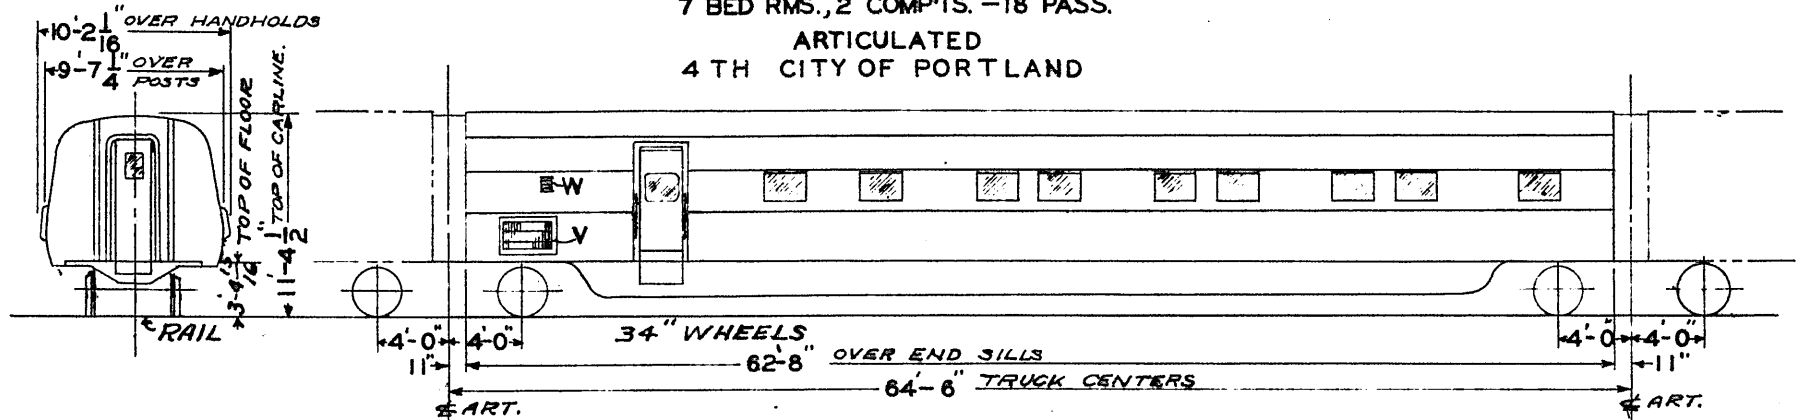 7 BED RMS., 2 COMP'TS. - 18 PASS.
ARTICULATED
4 TH CITY OF PORTLAND
10'-2 1/16" OVER HANDHOLDS
9'-7 1/4" OVER POSTS
3'-4 15/16" TOP OF FLOOR
11'-4 1/2" TOP OF CARLINE.
W
V
RAIL
4'-0" 4'-0"
34" WHEELS
4'-0" 4'-0"
11"
62'-8" OVER END SILLS
11"
64'-6" TRUCK CENTERS
℄ ART.
℄ ART.